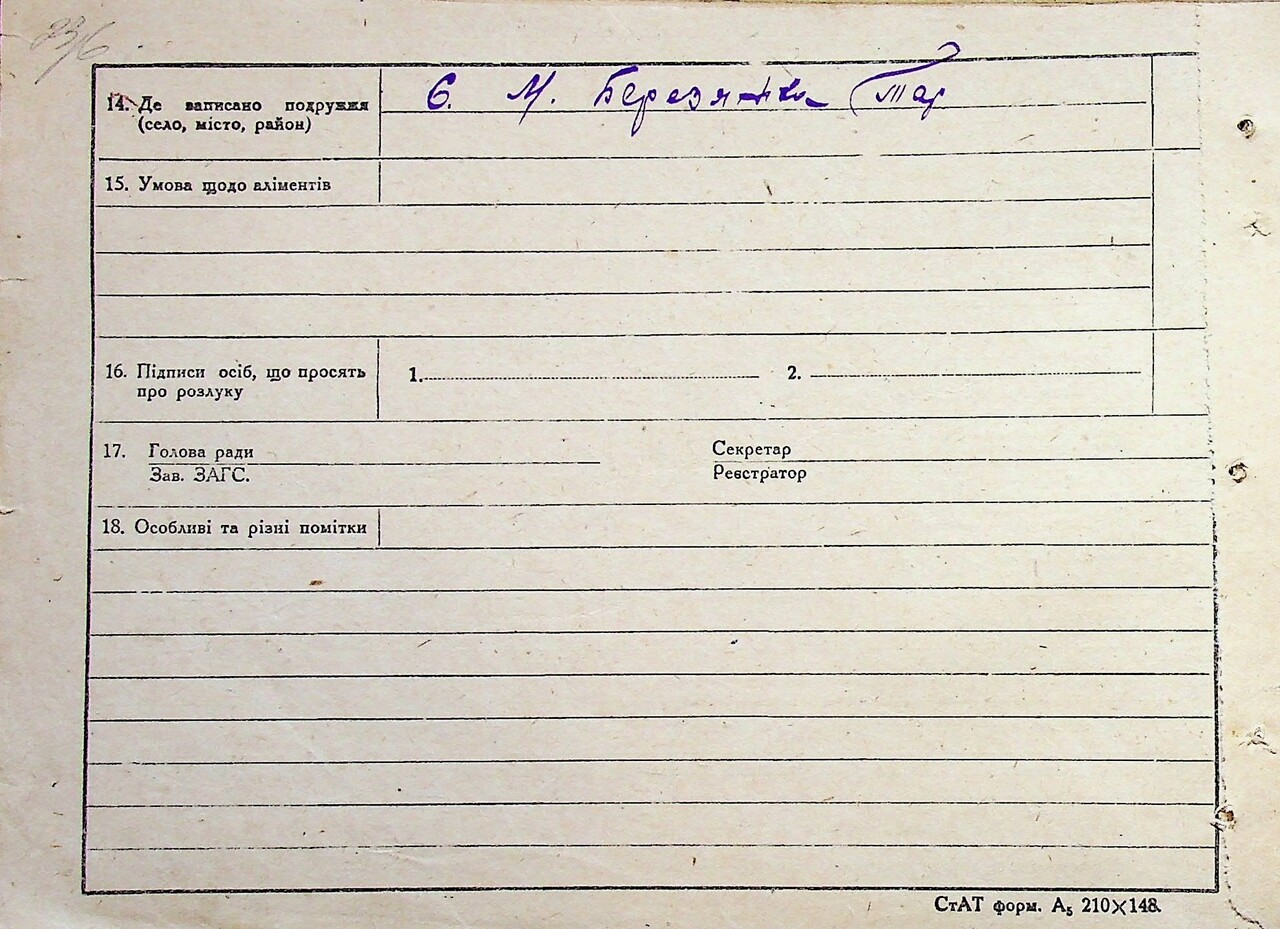 23/6
14. Де записано подружжя
(село, місто, район)
с. М. Березянка Тар
15. Умова щодо аліментів
16. Підписи осіб, що просять
про розлуку
1. 2.
17. Голова ради Секретар
Зав. ЗАГС. Реєстратор
18. Особливі та різні помітки
СтАТ форм. А₅ 210×148.